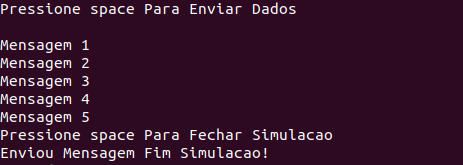 Pressione space Para Enviar Dados
Mensagem 1
Mensagem 2
Mensagem 3
Mensagem 4
Mensagem 5
Pressione space Para Fechar Simulacao
Enviou Mensagem Fim Simulacao!